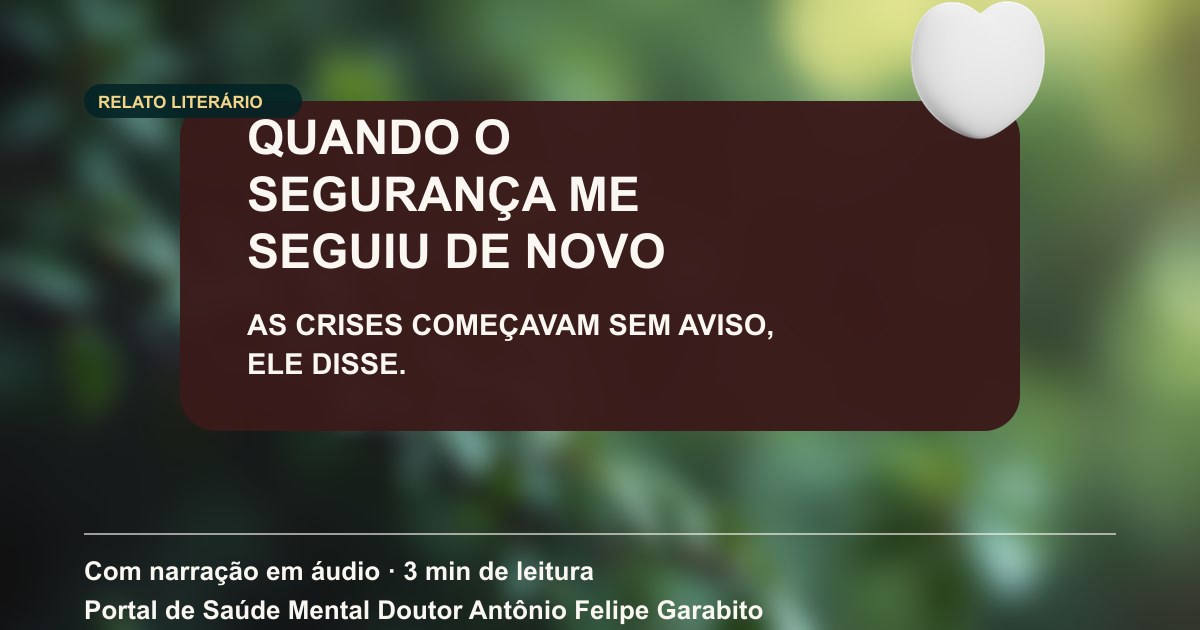 RELATO LITERÁRIO
QUANDO O
SEGURANÇA ME
SEGUIU DE NOVO
AS CRISES COMEÇAVAM SEM AVISO,
ELE DISSE.
Com narração em áudio · 3 min de leitura
Portal de Saúde Mental Doutor Antônio Felipe Garabito